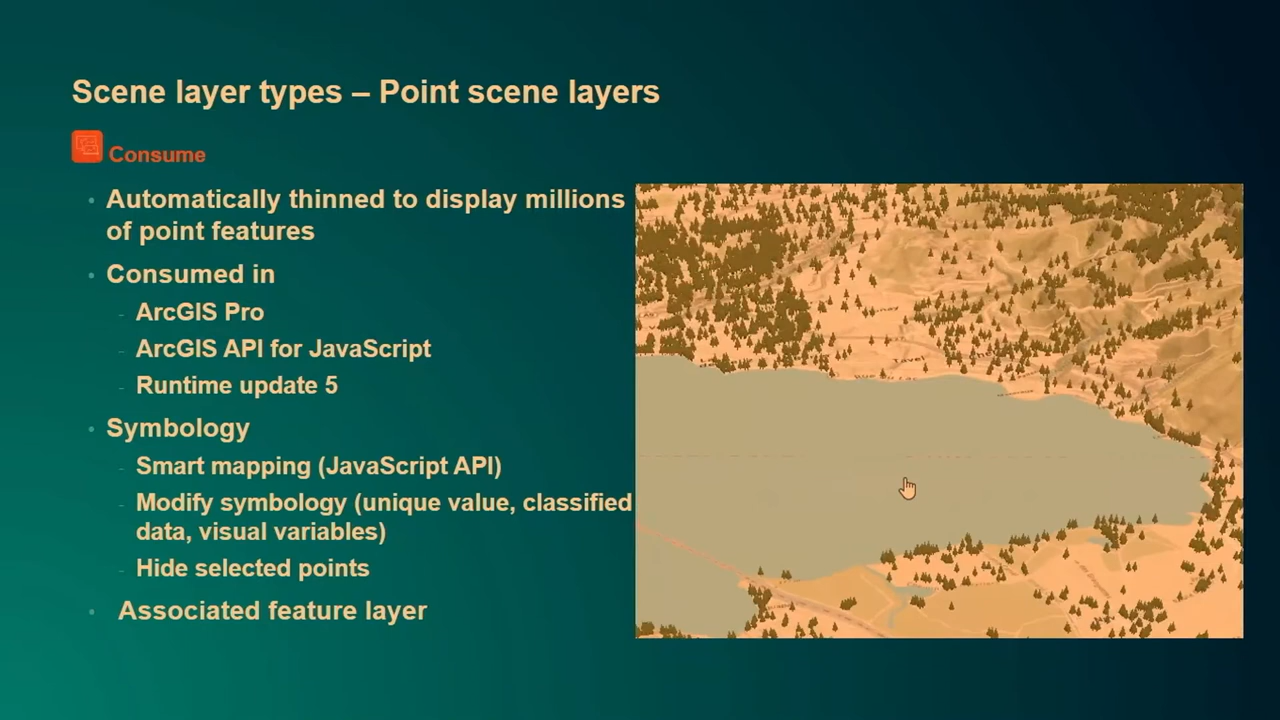 Scene layer types – Point scene layers
Consume
• Automatically thinned to display millions
of point features
• Consumed in
- ArcGIS Pro
- ArcGIS API for JavaScript
- Runtime update 5
• Symbology
- Smart mapping (JavaScript API)
- Modify symbology (unique value, classified
data, visual variables)
- Hide selected points
• Associated feature layer